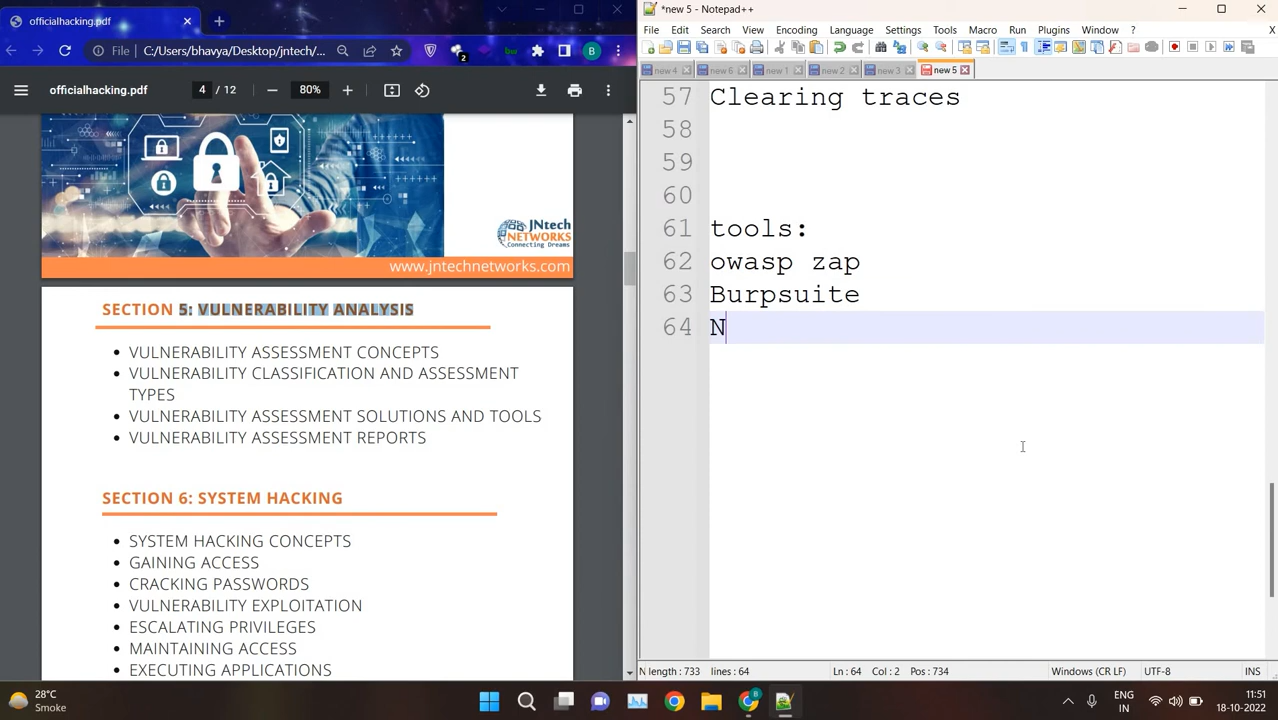 officialhacking.pdf
File
C:/Users/bhavya/Desktop/jntech/...
2
B
officialhacking.pdf
4 / 12
80%
JNtech
NETWORKS
Connecting Dreams
www.jntechnetworks.com
SECTION 5: VULNERABILITY ANALYSIS
VULNERABILITY ASSESSMENT CONCEPTS
VULNERABILITY CLASSIFICATION AND ASSESSMENT
TYPES
VULNERABILITY ASSESSMENT SOLUTIONS AND TOOLS
VULNERABILITY ASSESSMENT REPORTS
SECTION 6: SYSTEM HACKING
SYSTEM HACKING CONCEPTS
GAINING ACCESS
CRACKING PASSWORDS
VULNERABILITY EXPLOITATION
ESCALATING PRIVILEGES
MAINTAINING ACCESS
EXECUTING APPLICATIONS
*new 5 - Notepad++
File Edit Search View Encoding Language Settings Tools Macro Run Plugins Window ?
X
new 4 new 6 new 1 new 2 new 3 new 5
57 Clearing traces
58
59
60
61 tools:
62 owasp zap
63 Burpsuite
64 N
N length : 733 lines : 64 Ln : 64 Col : 2 Pos : 734 Windows (CR LF) UTF-8 INS
28°C
Smoke
B
ENG
IN
11:51
18-10-2022